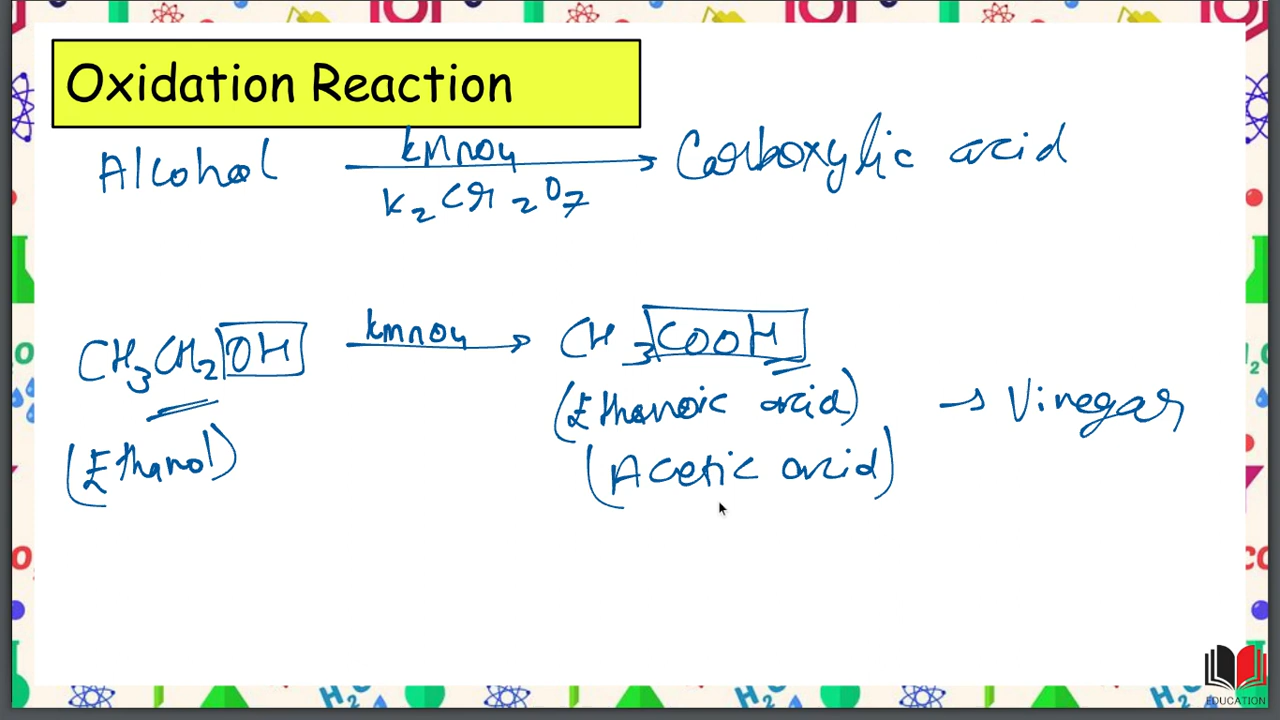 Oxidation Reaction
Alcohol kmno4 Carboxylic acid
K2Cr2O7
CH3CH2OH kmno4 CH3COOH
(Ethanoic acid) → Vinegar
(Ethanol) (Acetic acid)
EDUCATION